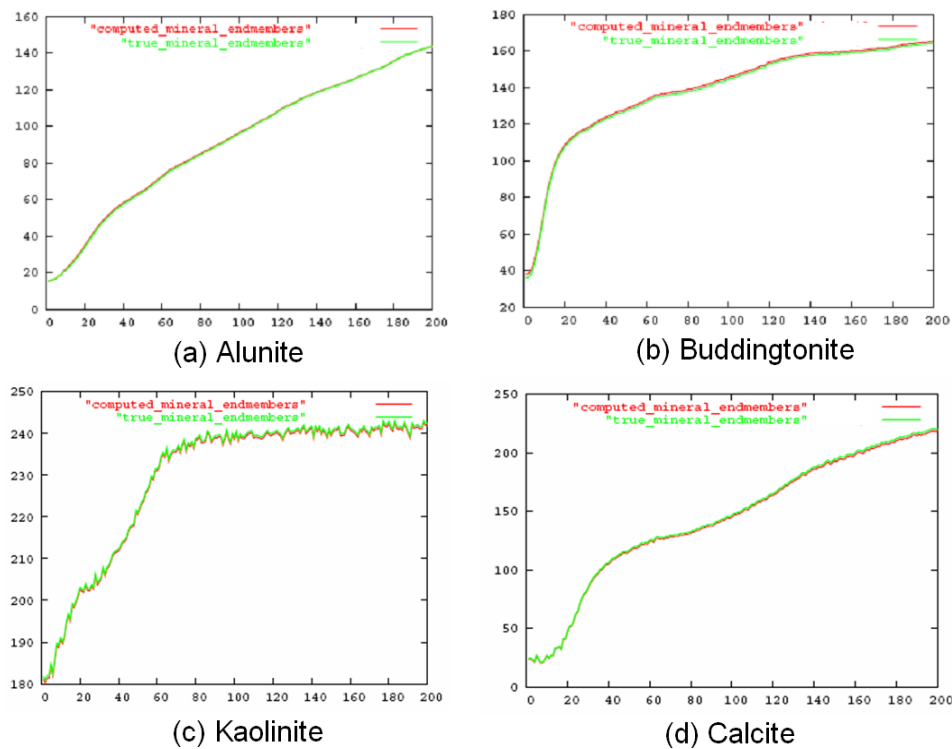 160
140
120
100
80
60
40
20
0
"computed_mineral_endmembers"
"true_mineral_endmembers"
0 20 40 60 80 100 120 140 160 180 200
(a) Alunite
180
160
140
120
100
80
60
40
20
"computed_mineral_endmembers"
"true_mineral_endmembers"
0 20 40 60 80 100 120 140 160 180 200
(b) Buddingtonite
250
240
230
220
210
200
190
180
"computed_mineral_endmembers"
"true_mineral_endmembers"
0 20 40 60 80 100 120 140 160 180 200
(c) Kaolinite
250
200
150
100
50
0
"computed_mineral_endmembers"
"true_mineral_endmembers"
0 20 40 60 80 100 120 140 160 180 200
(d) Calcite